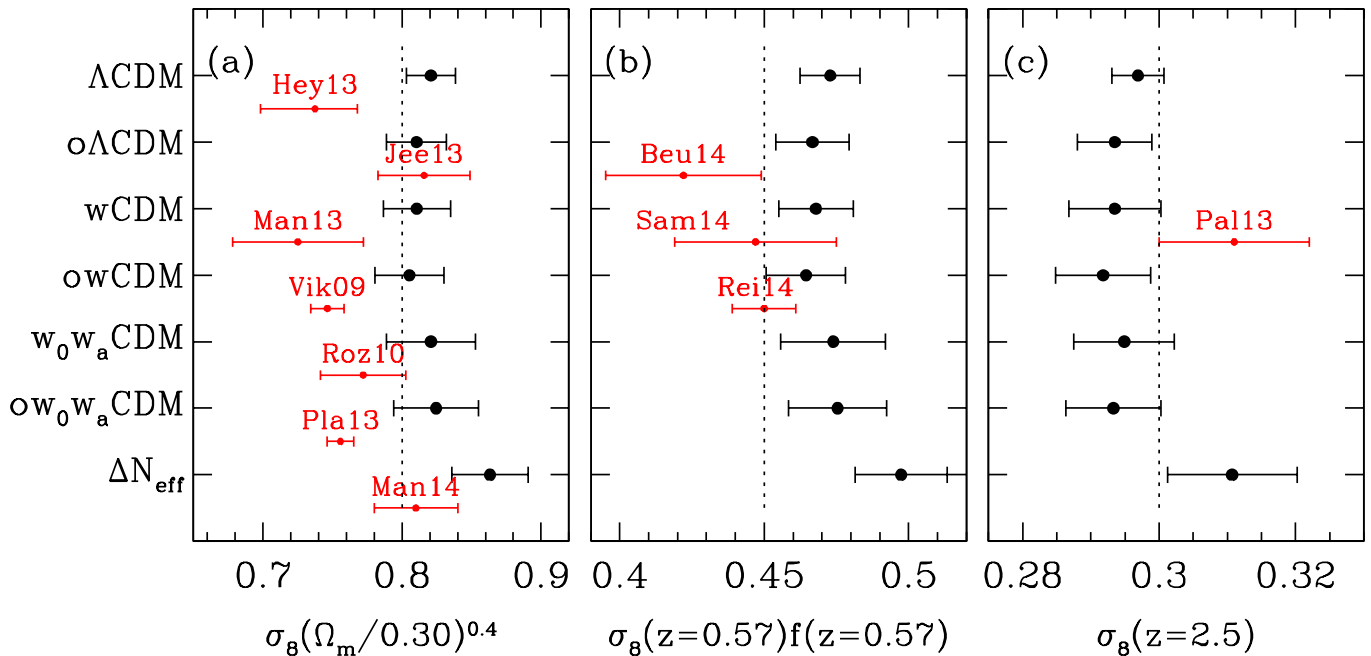 (a)
(b)
(c)
ΛCDM
Hey13
oΛCDM
Jee13
Beu14
wCDM
Man13
Sam14
Pal13
owCDM
Vik09
Rei14
w₀wₐCDM
Roz10
ow₀wₐCDM
Pla13
ΔN_eff
Man14
0.7 0.8 0.9 0.4 0.45 0.5 0.28 0.3 0.32
σ₈(Ω_m/0.30)^0.4
σ₈(z=0.57)f(z=0.57)
σ₈(z=2.5)